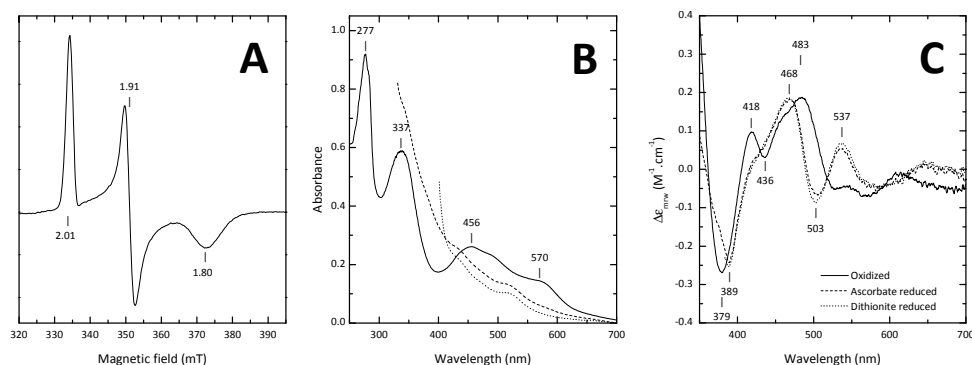 A
1.91
2.01
1.80
320 330 340 350 360 370 380 390
Magnetic field (mT)
B
277
337
456
570
1.0
0.8
0.6
0.4
0.2
0.0
Absorbance
300 400 500 600 700
Wavelength (nm)
C
483
468
418
537
436
503
389
379
0.4
0.3
0.2
0.1
0.0
-0.1
-0.2
-0.3
-0.4
Δε mrw (M⁻¹·cm⁻¹)
Oxidized
Ascorbate reduced
Dithionite reduced
400 500 600 700
Wavelength (nm)